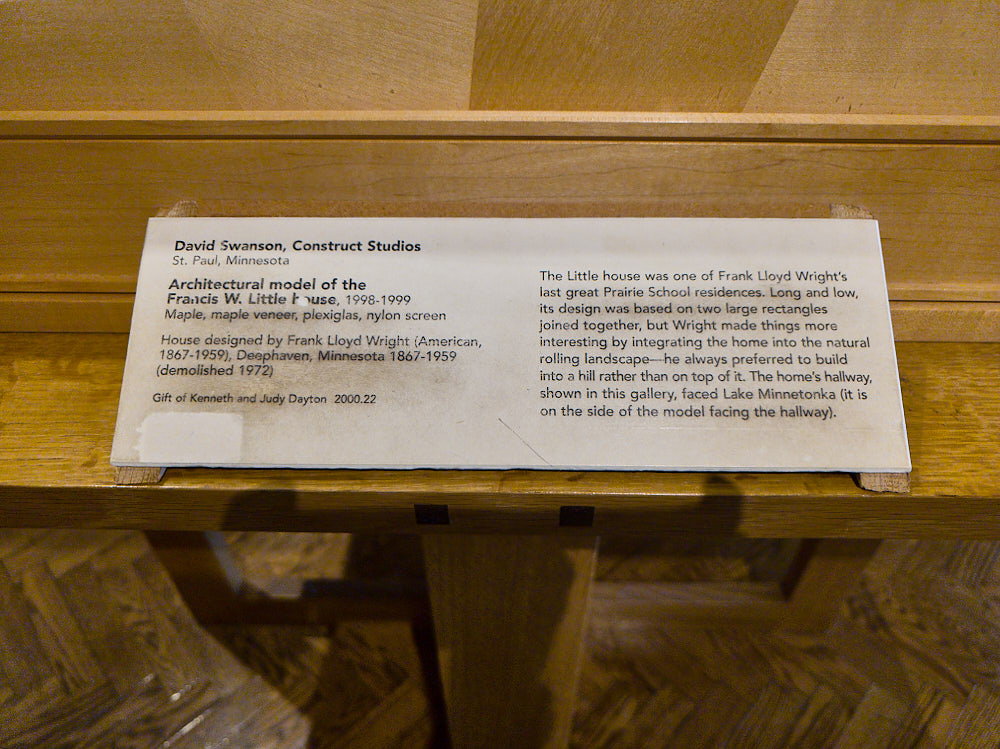 David Swanson, Construct Studios
St. Paul, Minnesota
Architectural model of the
Francis W. Little house, 1998-1999
Maple, maple veneer, plexiglas, nylon screen
House designed by Frank Lloyd Wright (American,
1867-1959), Deephaven, Minnesota 1867-1959
(demolished 1972)
Gift of Kenneth and Judy Dayton 2000.22
The Little house was one of Frank Lloyd Wright's
last great Prairie School residences. Long and low,
its design was based on two large rectangles
joined together, but Wright made things more
interesting by integrating the home into the natural
rolling landscape—he always preferred to build
into a hill rather than on top of it. The home's hallway,
shown in this gallery, faced Lake Minnetonka (it is
on the side of the model facing the hallway).